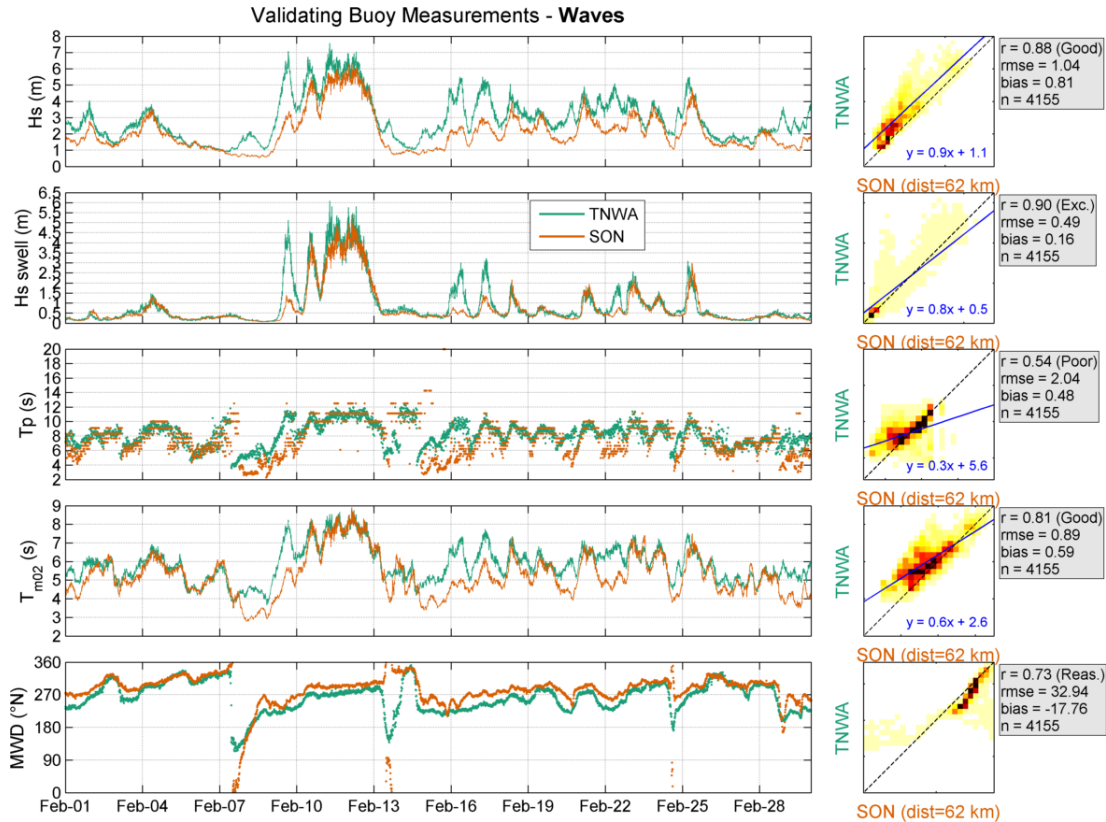 Validating Buoy Measurements - Waves
Hs (m)
8
7
6
5
4
3
2
1
0
TNWA
y = 0.9x + 1.1
SON (dist=62 km)
r = 0.88 (Good)
rmse = 1.04
bias = 0.81
n = 4155
Hs swell (m)
6.5
6
5.5
5
4.5
4
3.5
3
2.5
2
1.5
1
0.5
0
TNWA
SON
TNWA
y = 0.8x + 0.5
SON (dist=62 km)
r = 0.90 (Exc.)
rmse = 0.49
bias = 0.16
n = 4155
Tp (s)
20
18
16
14
12
10
8
6
4
2
TNWA
y = 0.3x + 5.6
SON (dist=62 km)
r = 0.54 (Poor)
rmse = 2.04
bias = 0.48
n = 4155
Tm02 (s)
9
8
7
6
5
4
3
2
TNWA
y = 0.6x + 2.6
SON (dist=62 km)
r = 0.81 (Good)
rmse = 0.89
bias = 0.59
n = 4155
MWD (°N)
360
270
180
90
0
Feb-01 Feb-04 Feb-07 Feb-10 Feb-13 Feb-16 Feb-19 Feb-22 Feb-25 Feb-28
TNWA
SON (dist=62 km)
r = 0.73 (Reas.)
rmse = 32.94
bias = -17.76
n = 4155